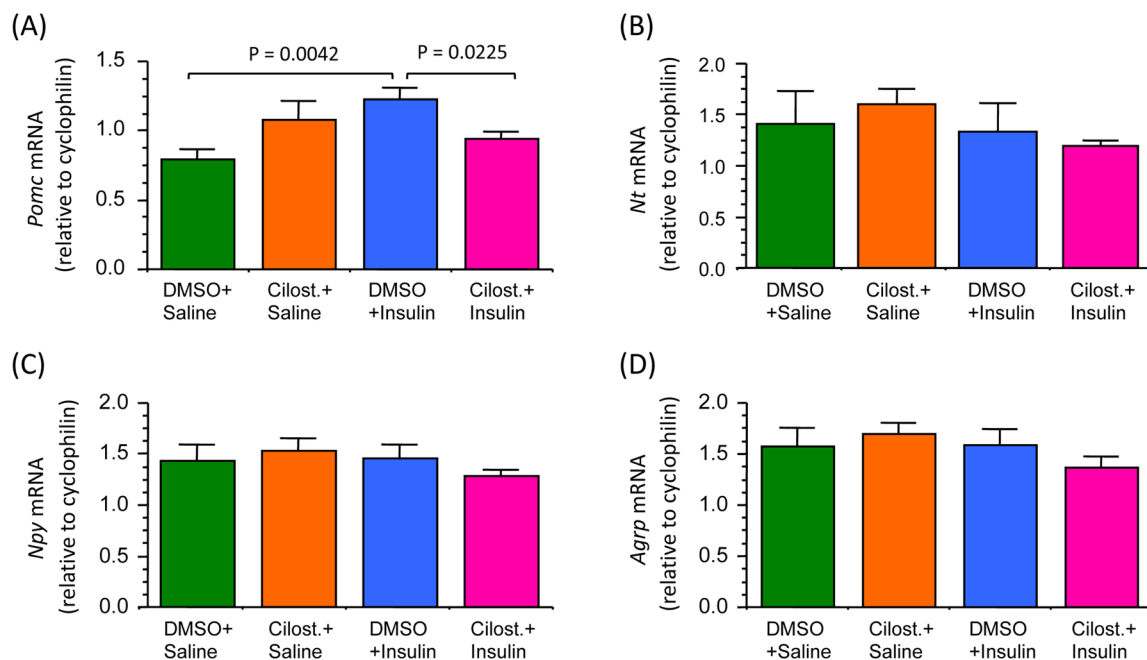 (A)
Pomc mRNA
(relative to cyclophilin)
P = 0.0042
P = 0.0225
1.5
1.0
0.5
0.0
DMSO+
Saline
Cilost.+
Saline
DMSO
+Insulin
Cilost.+
Insulin
(B)
Nt mRNA
(relative to cyclophilin)
2.0
1.5
1.0
0.5
0.0
DMSO
+Saline
Cilost.+
Saline
DMSO
+Insulin
Cilost.+
Insulin
(C)
Npy mRNA
(relative to cyclophilin)
2.0
1.5
1.0
0.5
0.0
DMSO+
Saline
Cilost.+
Saline
DMSO
+Insulin
Cilost.+
Insulin
(D)
Agrp mRNA
(relative to cyclophilin)
2.0
1.5
1.0
0.5
0.0
DMSO
+Saline
Cilost.+
Saline
DMSO
+Insulin
Cilost.+
Insulin